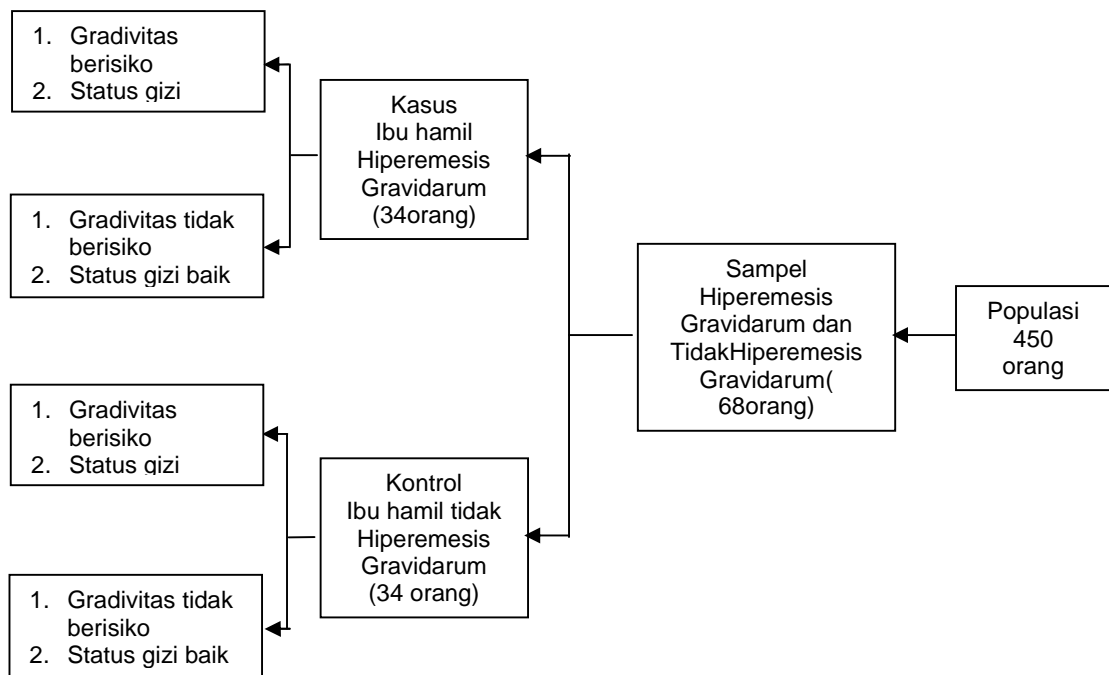 1. Gradivitas
berisiko
2. Status gizi
1. Gradivitas tidak
berisiko
2. Status gizi baik
Kasus
Ibu hamil
Hiperemesis
Gravidarum
(34orang)
1. Gradivitas
berisiko
2. Status gizi
1. Gradivitas tidak
berisiko
2. Status gizi baik
Kontrol
Ibu hamil tidak
Hiperemesis
Gravidarum
(34 orang)
Sampel
Hiperemesis
Gravidarum dan
TidakHiperemesis
Gravidarum(
68orang)
Populasi
450
orang